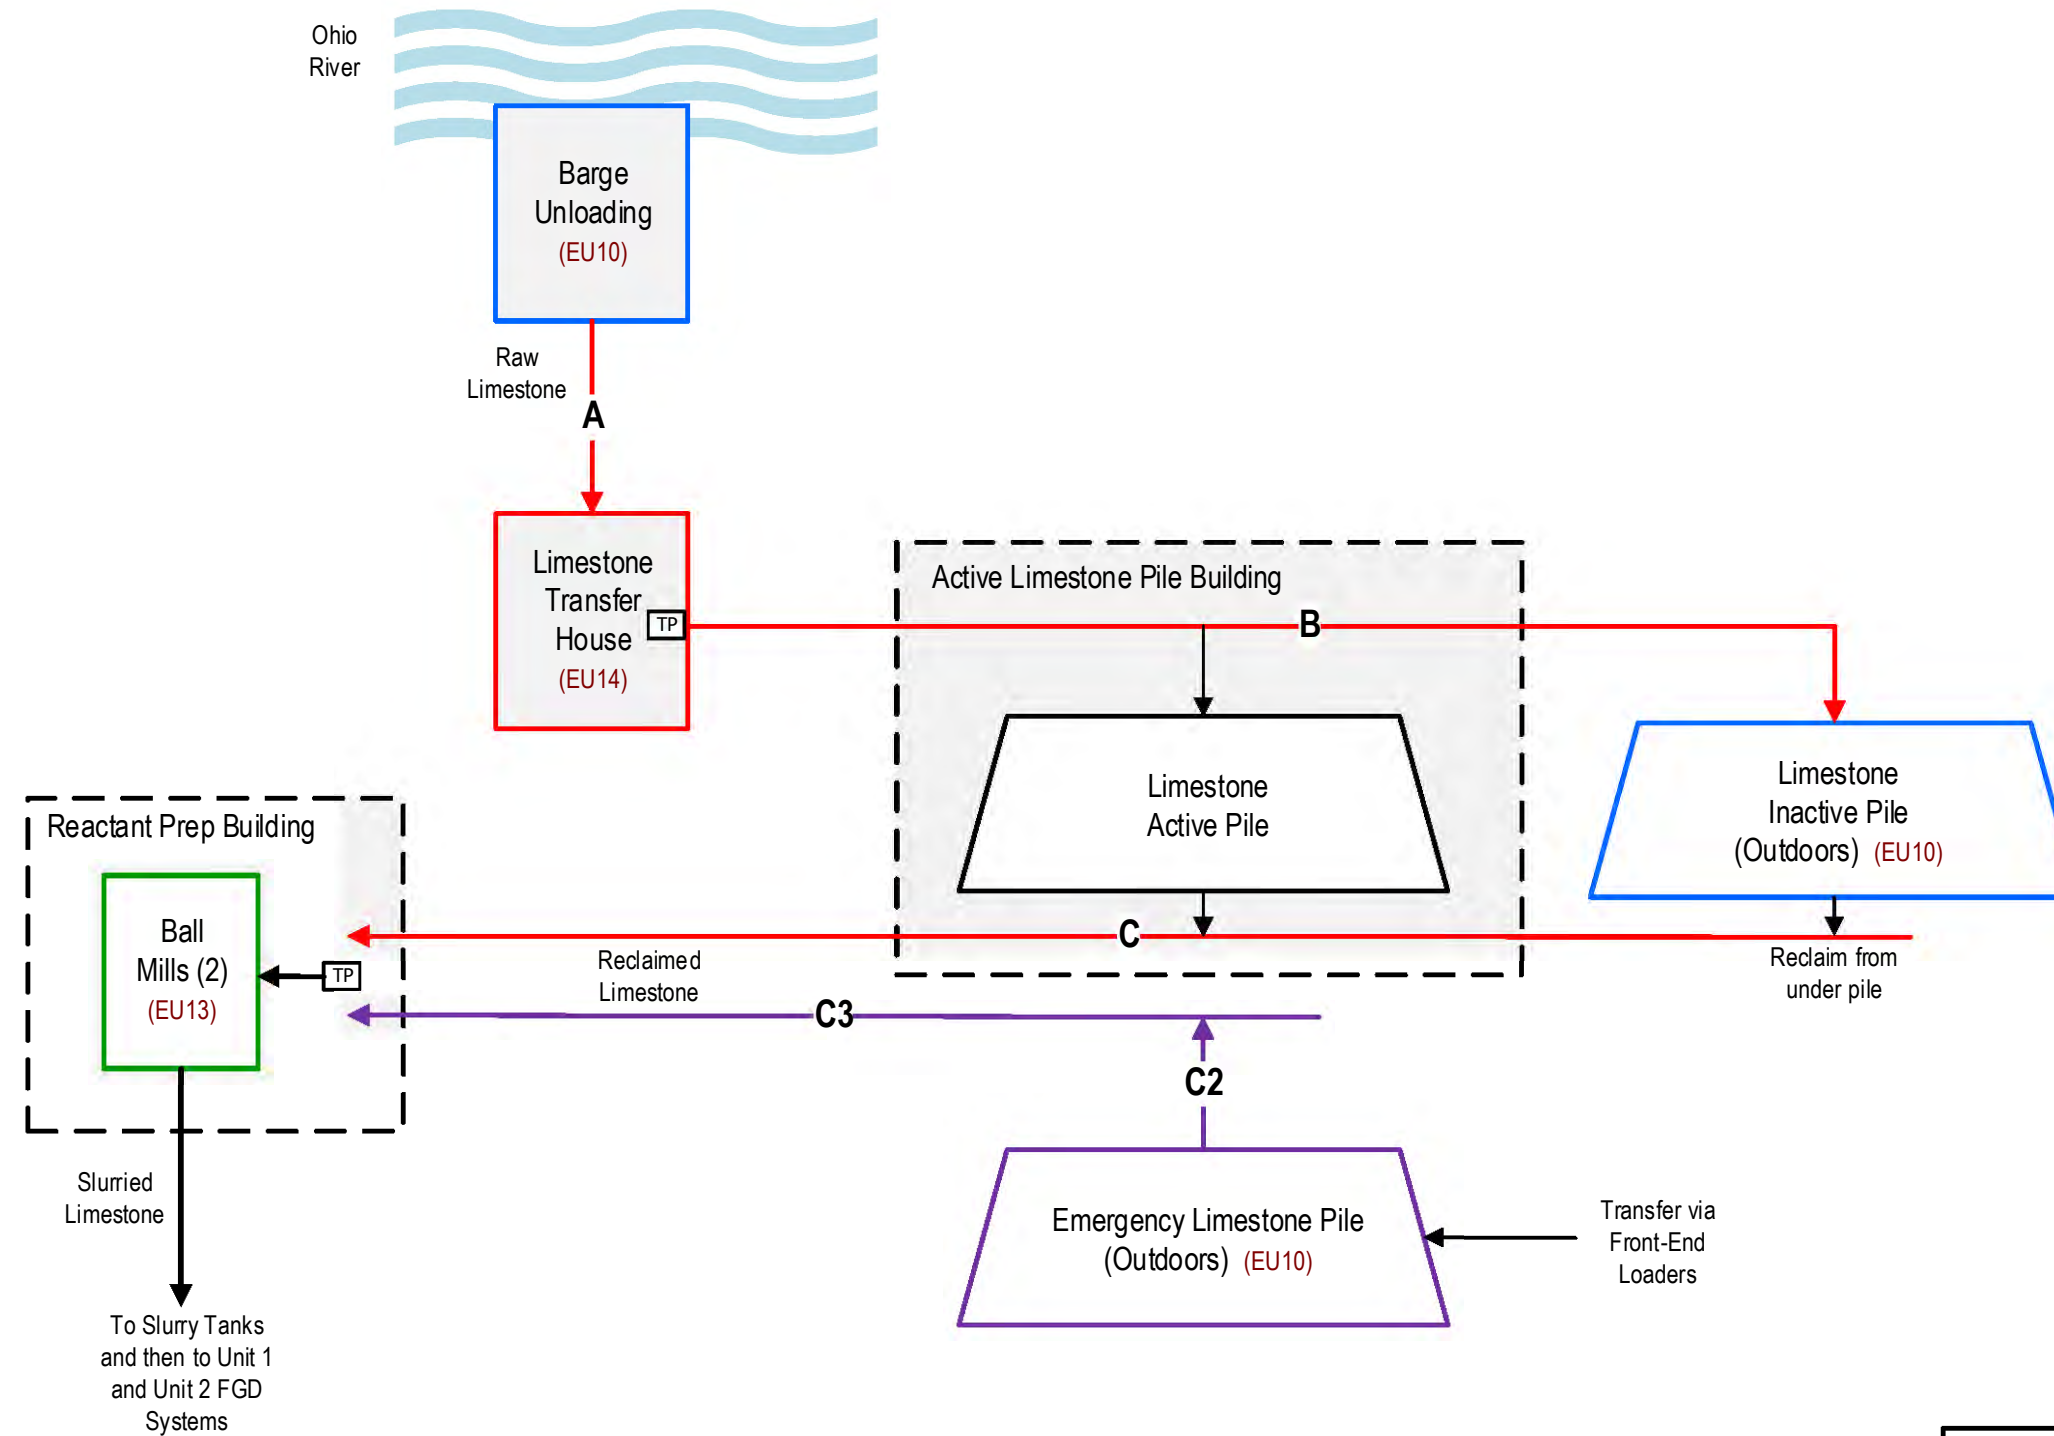 Ohio
River
Barge
Unloading
(EU10)
Raw
Limestone
A
Limestone
Transfer
House
TP
(EU14)
Active Limestone Pile Building
B
Limestone
Active Pile
Limestone
Inactive Pile
(Outdoors) (EU10)
Reactant Prep Building
Ball
Mills (2)
(EU13)
TP
C
Reclaimed
Limestone
Reclaim from
under pile
C3
C2
Slurried
Limestone
Emergency Limestone Pile
(Outdoors) (EU10)
Transfer via
Front-End
Loaders
To Slurry Tanks
and then to Unit 1
and Unit 2 FGD
Systems